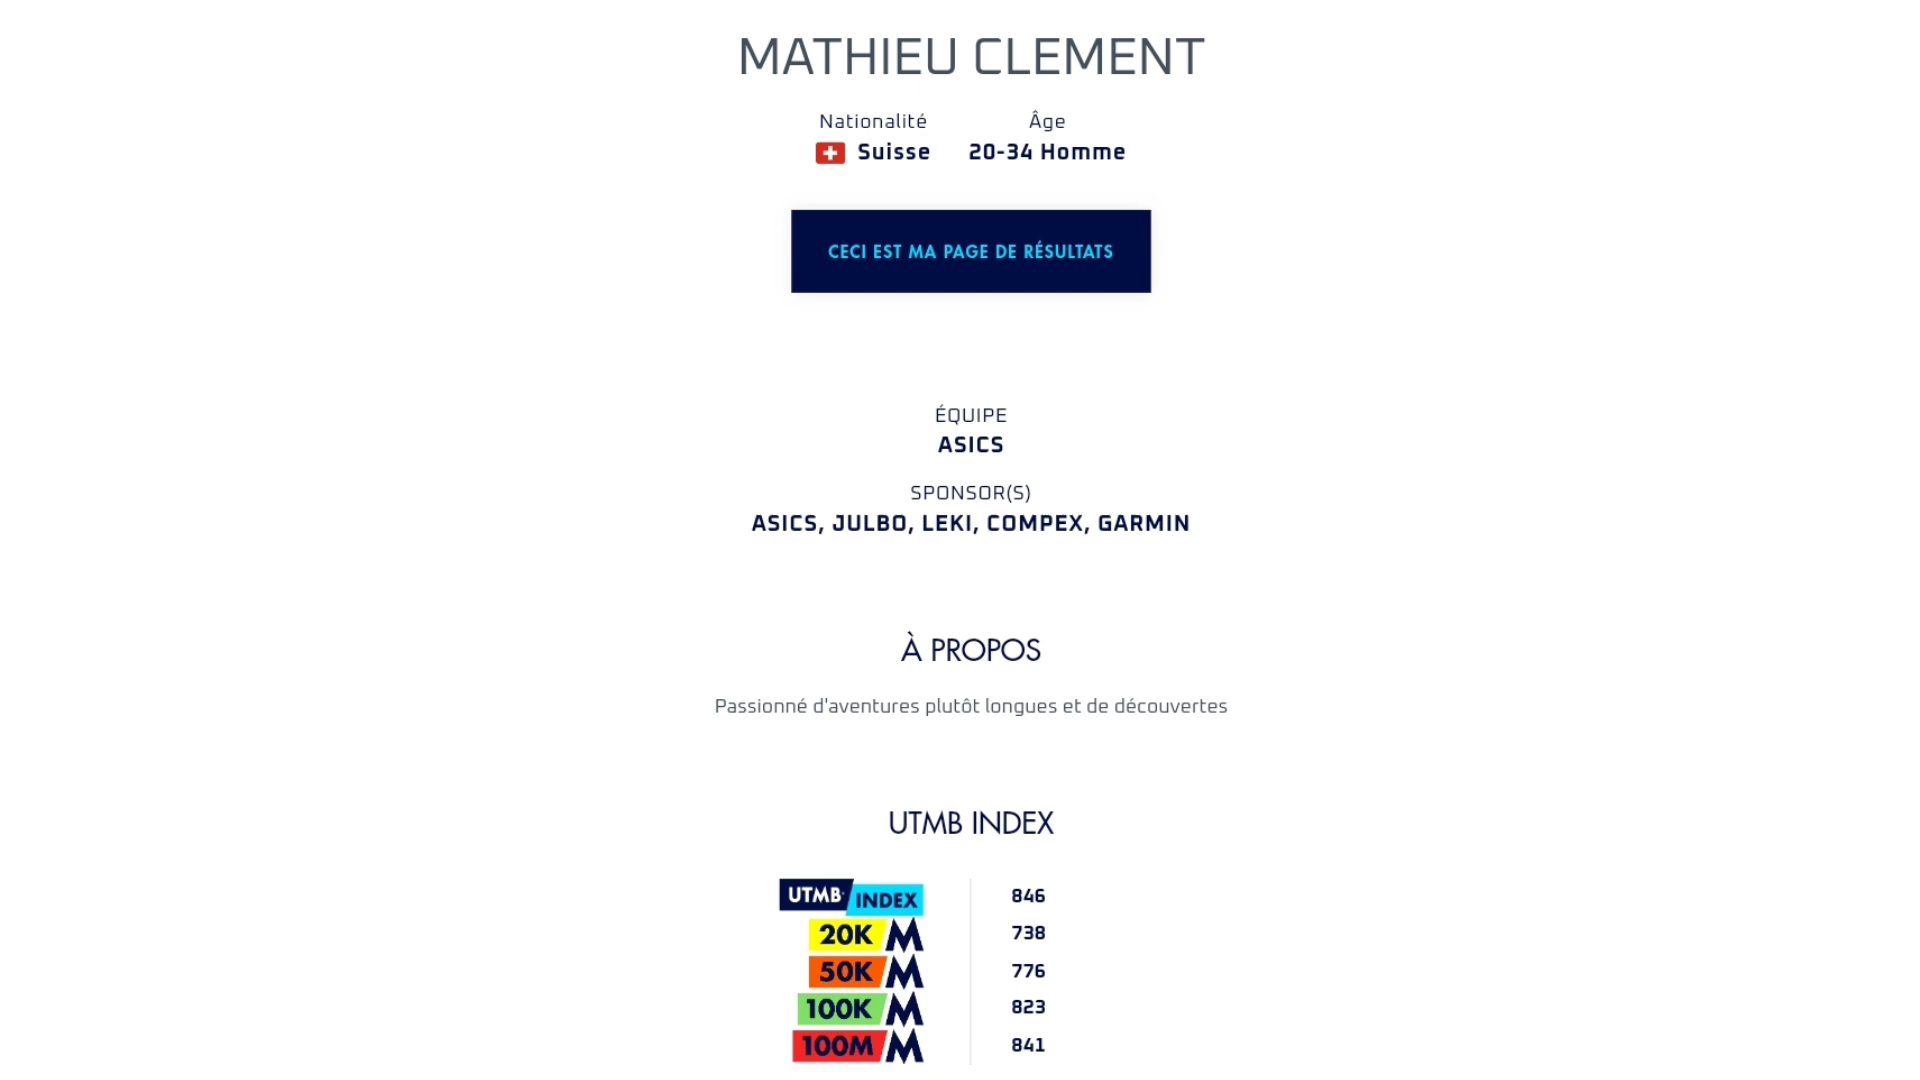 MATHIEU CLEMENT
Nationalité Âge
Suisse 20-34 Homme
CECI EST MA PAGE DE RÉSULTATS
ÉQUIPE
ASICS
SPONSOR(S)
ASICS, JULBO, LEKI, COMPEX, GARMIN
À PROPOS
Passionné d'aventures plutôt longues et de découvertes
UTMB INDEX
UTMB INDEX 846
20K M 738
50K M 776
100K M 823
100M M 841